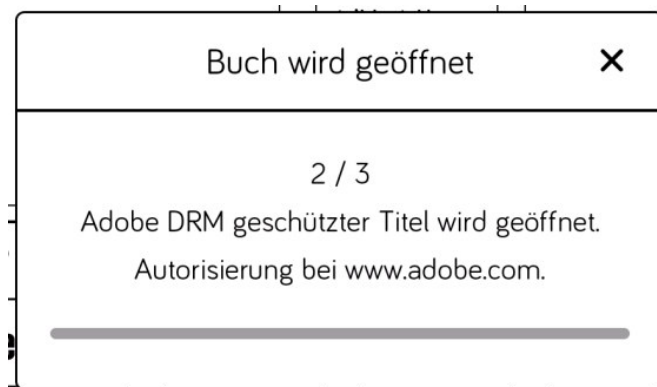 Buch wird geöffnet
2 / 3
Adobe DRM geschützter Titel wird geöffnet.
Autorisierung bei www.adobe.com.